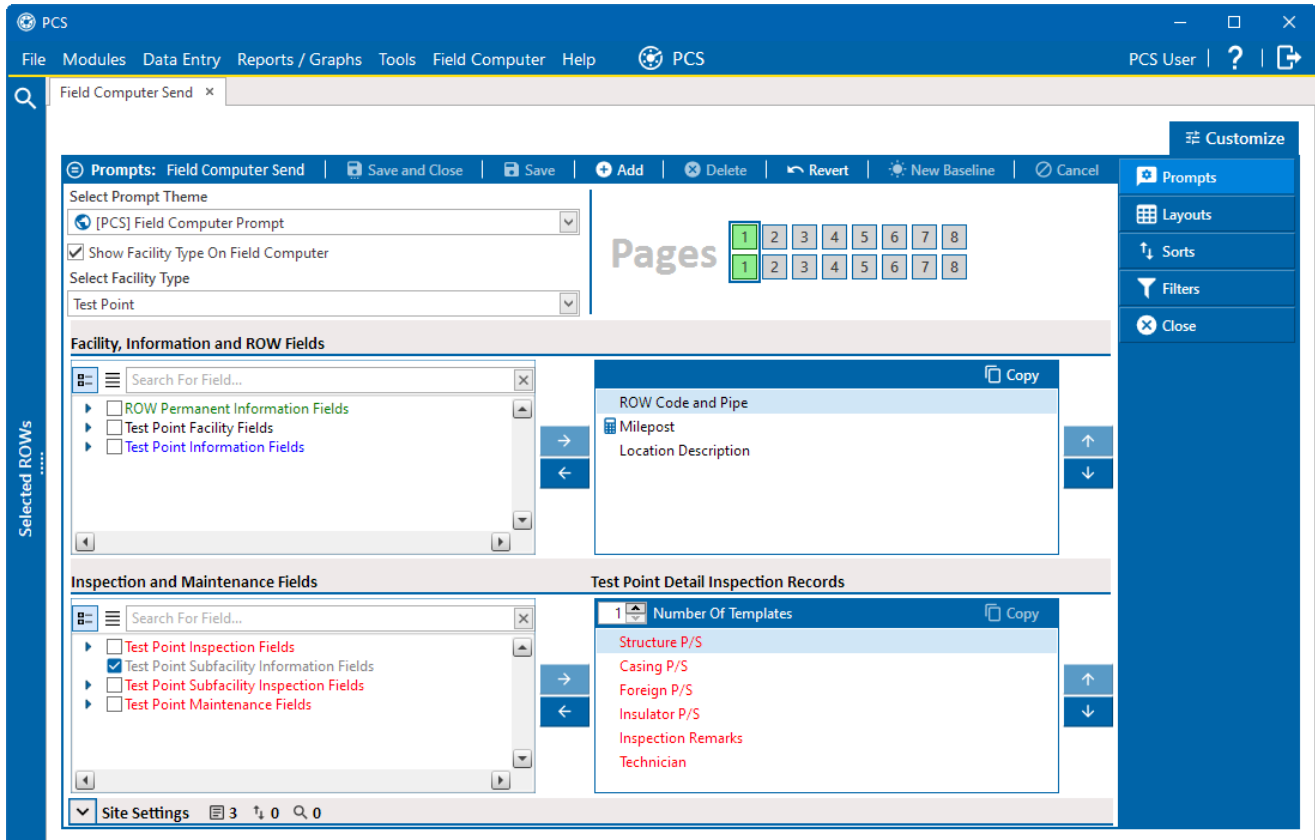 PCS
File Modules Data Entry Reports / Graphs Tools Field Computer Help PCS PCS User | ? |
Field Computer Send ×
Customize
Prompts: Field Computer Send | Save and Close | Save | Add | Delete | Revert | New Baseline | Cancel
Prompts
Layouts
Sorts
Filters
Close
Select Prompt Theme
[PCS] Field Computer Prompt
Show Facility Type On Field Computer
Select Facility Type
Test Point
Pages
1 2 3 4 5 6 7 8
1 2 3 4 5 6 7 8
Selected ROWs
Facility, Information and ROW Fields
Search For Field...
ROW Permanent Information Fields
Test Point Facility Fields
Test Point Information Fields
Copy
ROW Code and Pipe
Milepost
Location Description
Inspection and Maintenance Fields
Search For Field...
Test Point Inspection Fields
Test Point Subfacility Information Fields
Test Point Subfacility Inspection Fields
Test Point Maintenance Fields
Test Point Detail Inspection Records
1 Number Of Templates Copy
Structure P/S
Casing P/S
Foreign P/S
Insulator P/S
Inspection Remarks
Technician
Site Settings 3 0 0